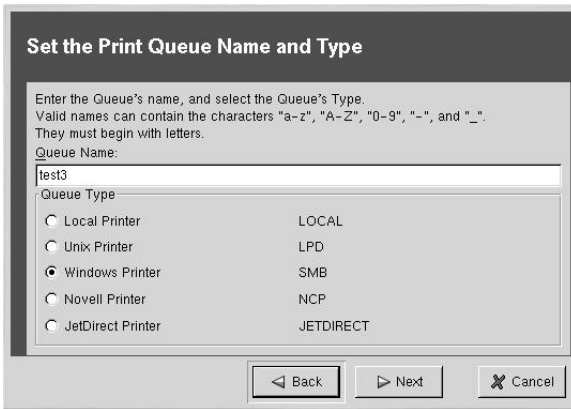 Set the Print Queue Name and Type
Enter the Queue's name, and select the Queue's Type.
Valid names can contain the characters "a-z", "A-Z", "0-9", "-", and "_".
They must begin with letters.
Queue Name:
test3
Queue Type
Local Printer LOCAL
Unix Printer LPD
Windows Printer SMB
Novell Printer NCP
JetDirect Printer JETDIRECT
Back Next Cancel